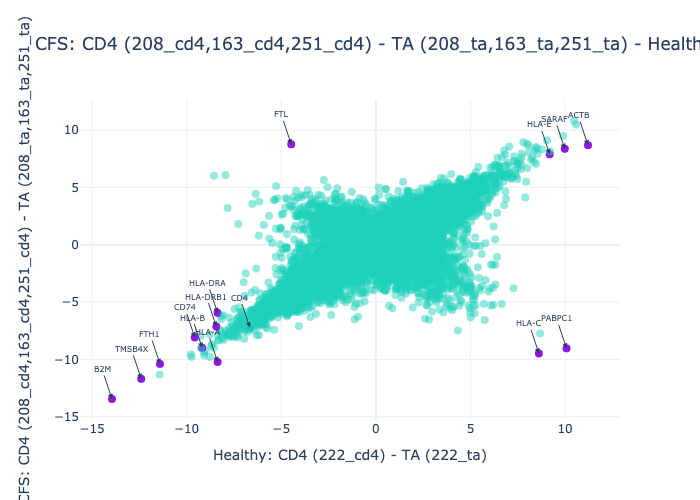 CFS: CD4 (208_cd4,163_cd4,251_cd4) - TA (208_ta,163_ta,251_ta) - Health
CFS: CD4 (208_cd4,163_cd4,251_cd4) - TA (208_ta,163_ta,251_ta)
FTL
HLA-E
SARAF
ACTB
10
5
0
−5
−10
−15
HLA-DRA
HLA-DRB1
CD4
CD74
HLA-B
HLA-A
FTH1
TMSB4X
B2M
HLA-C
PABPC1
−15
−10
−5
0
5
10
Healthy: CD4 (222_cd4) - TA (222_ta)